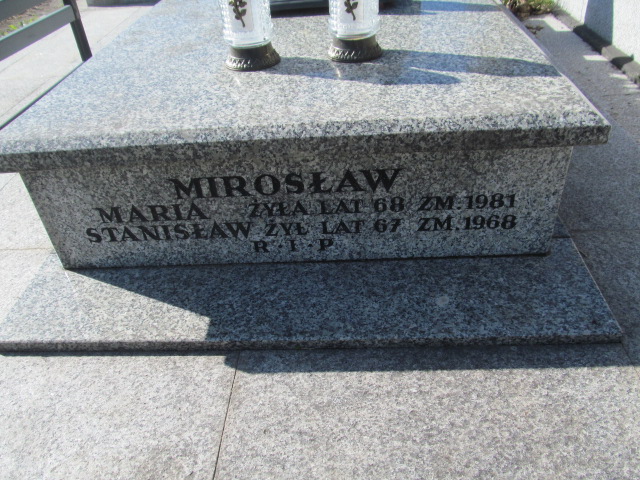 MIROSŁAW
MARIA ŻYŁA LAT 68 ZM. 1981
STANISŁAW ŻYŁ LAT 67 ZM. 1968
R I P